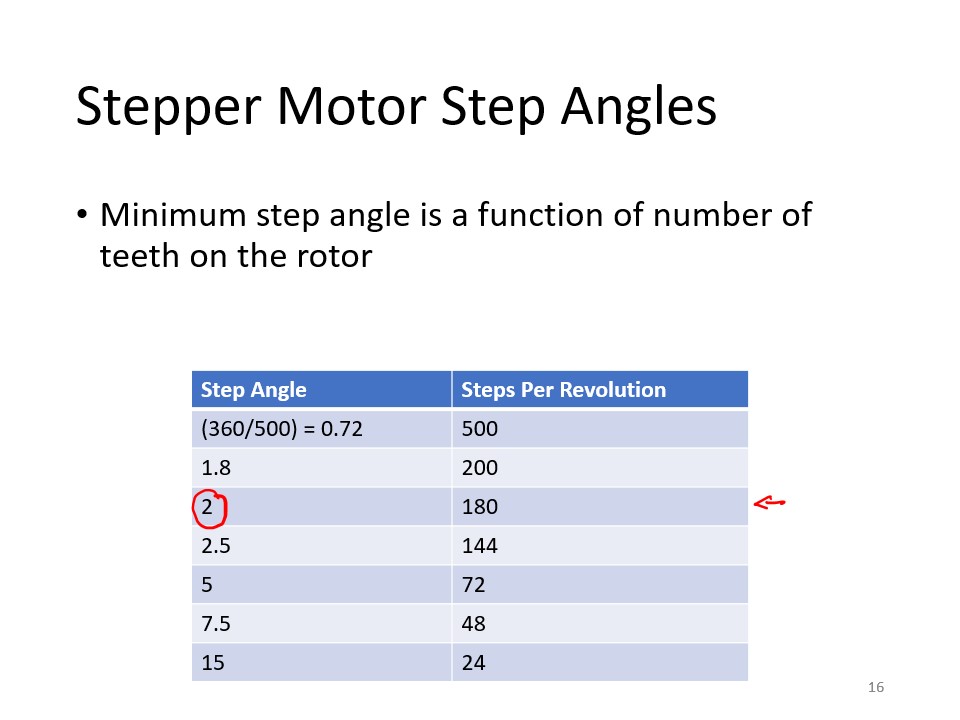 Stepper Motor Step Angles
• Minimum step angle is a function of number of
teeth on the rotor
Step Angle Steps Per Revolution
(360/500) = 0.72 500
1.8 200
2 180
2.5 144
5 72
7.5 48
15 24
16